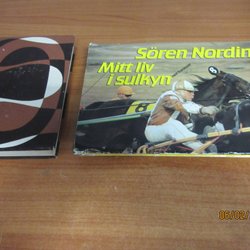 Sören Nordin
Mitt liv
i sulkyn